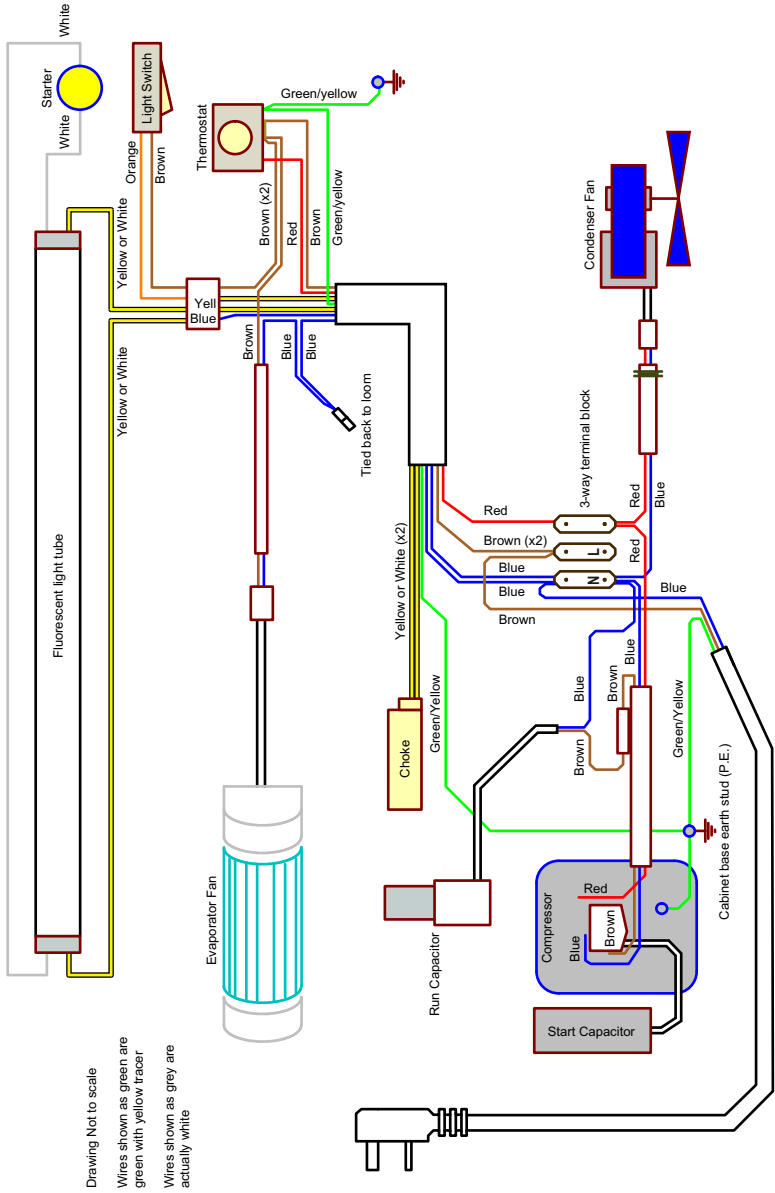 White
Starter
White
Light Switch
Orange
Brown
Thermostat
Green/yellow
Yellow or White
Brown (x2)
Red
Brown
Green/yellow
Yell
Blue
Yellow or White
Brown
Blue
Blue
Tied back to loom
Fluorescent light tube
Condenser Fan
3-way terminal block
Red
Brown (x2)
Blue
Blue
L
N
Red
Blue
Red
Blue
Brown
Yellow or White (x2)
Green/Yellow
Choke
Blue
Brown
Blue
Brown
Green/Yellow
Cabinet base earth stud (P.E.)
Evaporator Fan
Run Capacitor
Compressor
Red
Brown
Blue
Start Capacitor
Drawing Not to scale
Wires shown as green are
green with yellow tracer
Wires shown as grey are
actually white